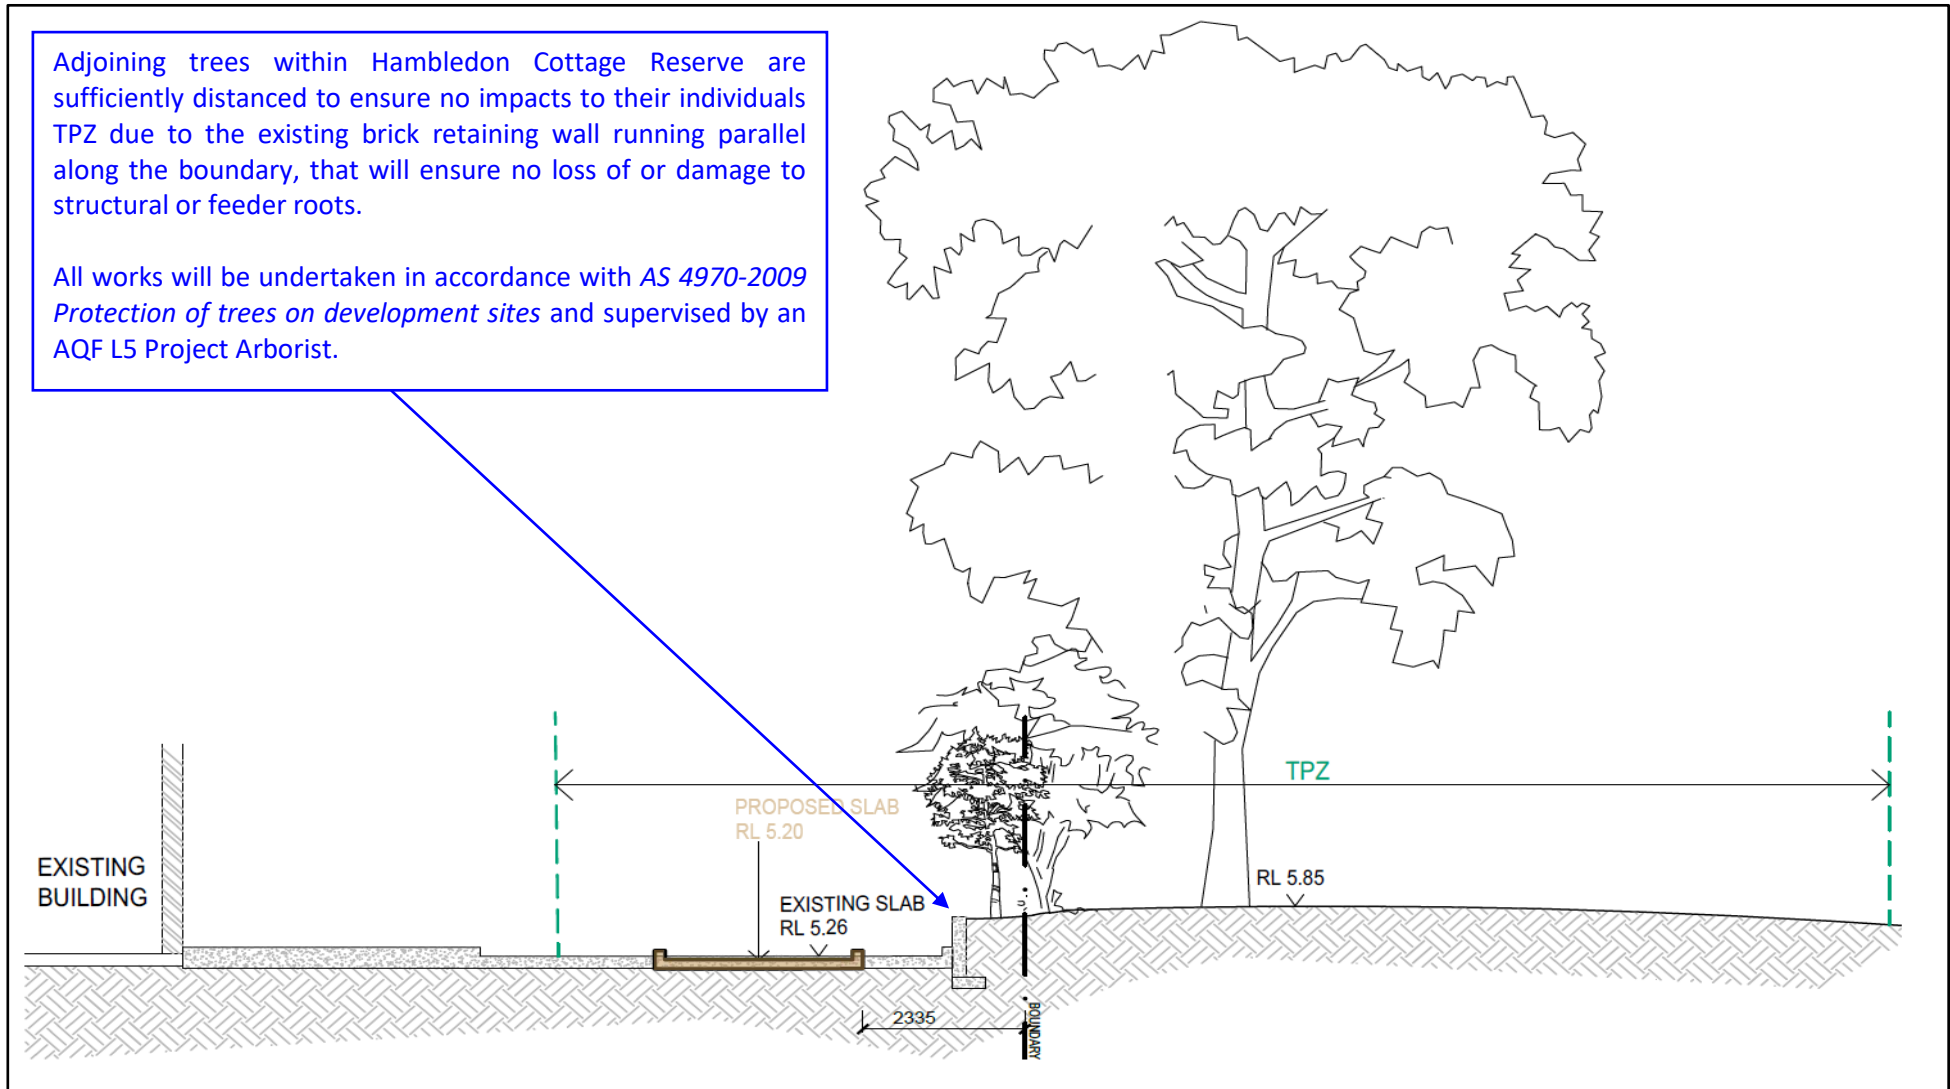 Adjoining trees within Hambledon Cottage Reserve are
sufficiently distanced to ensure no impacts to their individuals
TPZ due to the existing brick retaining wall running parallel
along the boundary, that will ensure no loss of or damage to
structural or feeder roots.
All works will be undertaken in accordance with AS 4970-2009
Protection of trees on development sites and supervised by an
AQF L5 Project Arborist.
TPZ
PROPOSED SLAB
RL 5.20
EXISTING
BUILDING
EXISTING SLAB
RL 5.26
RL 5.85
2335
BOUNDARY